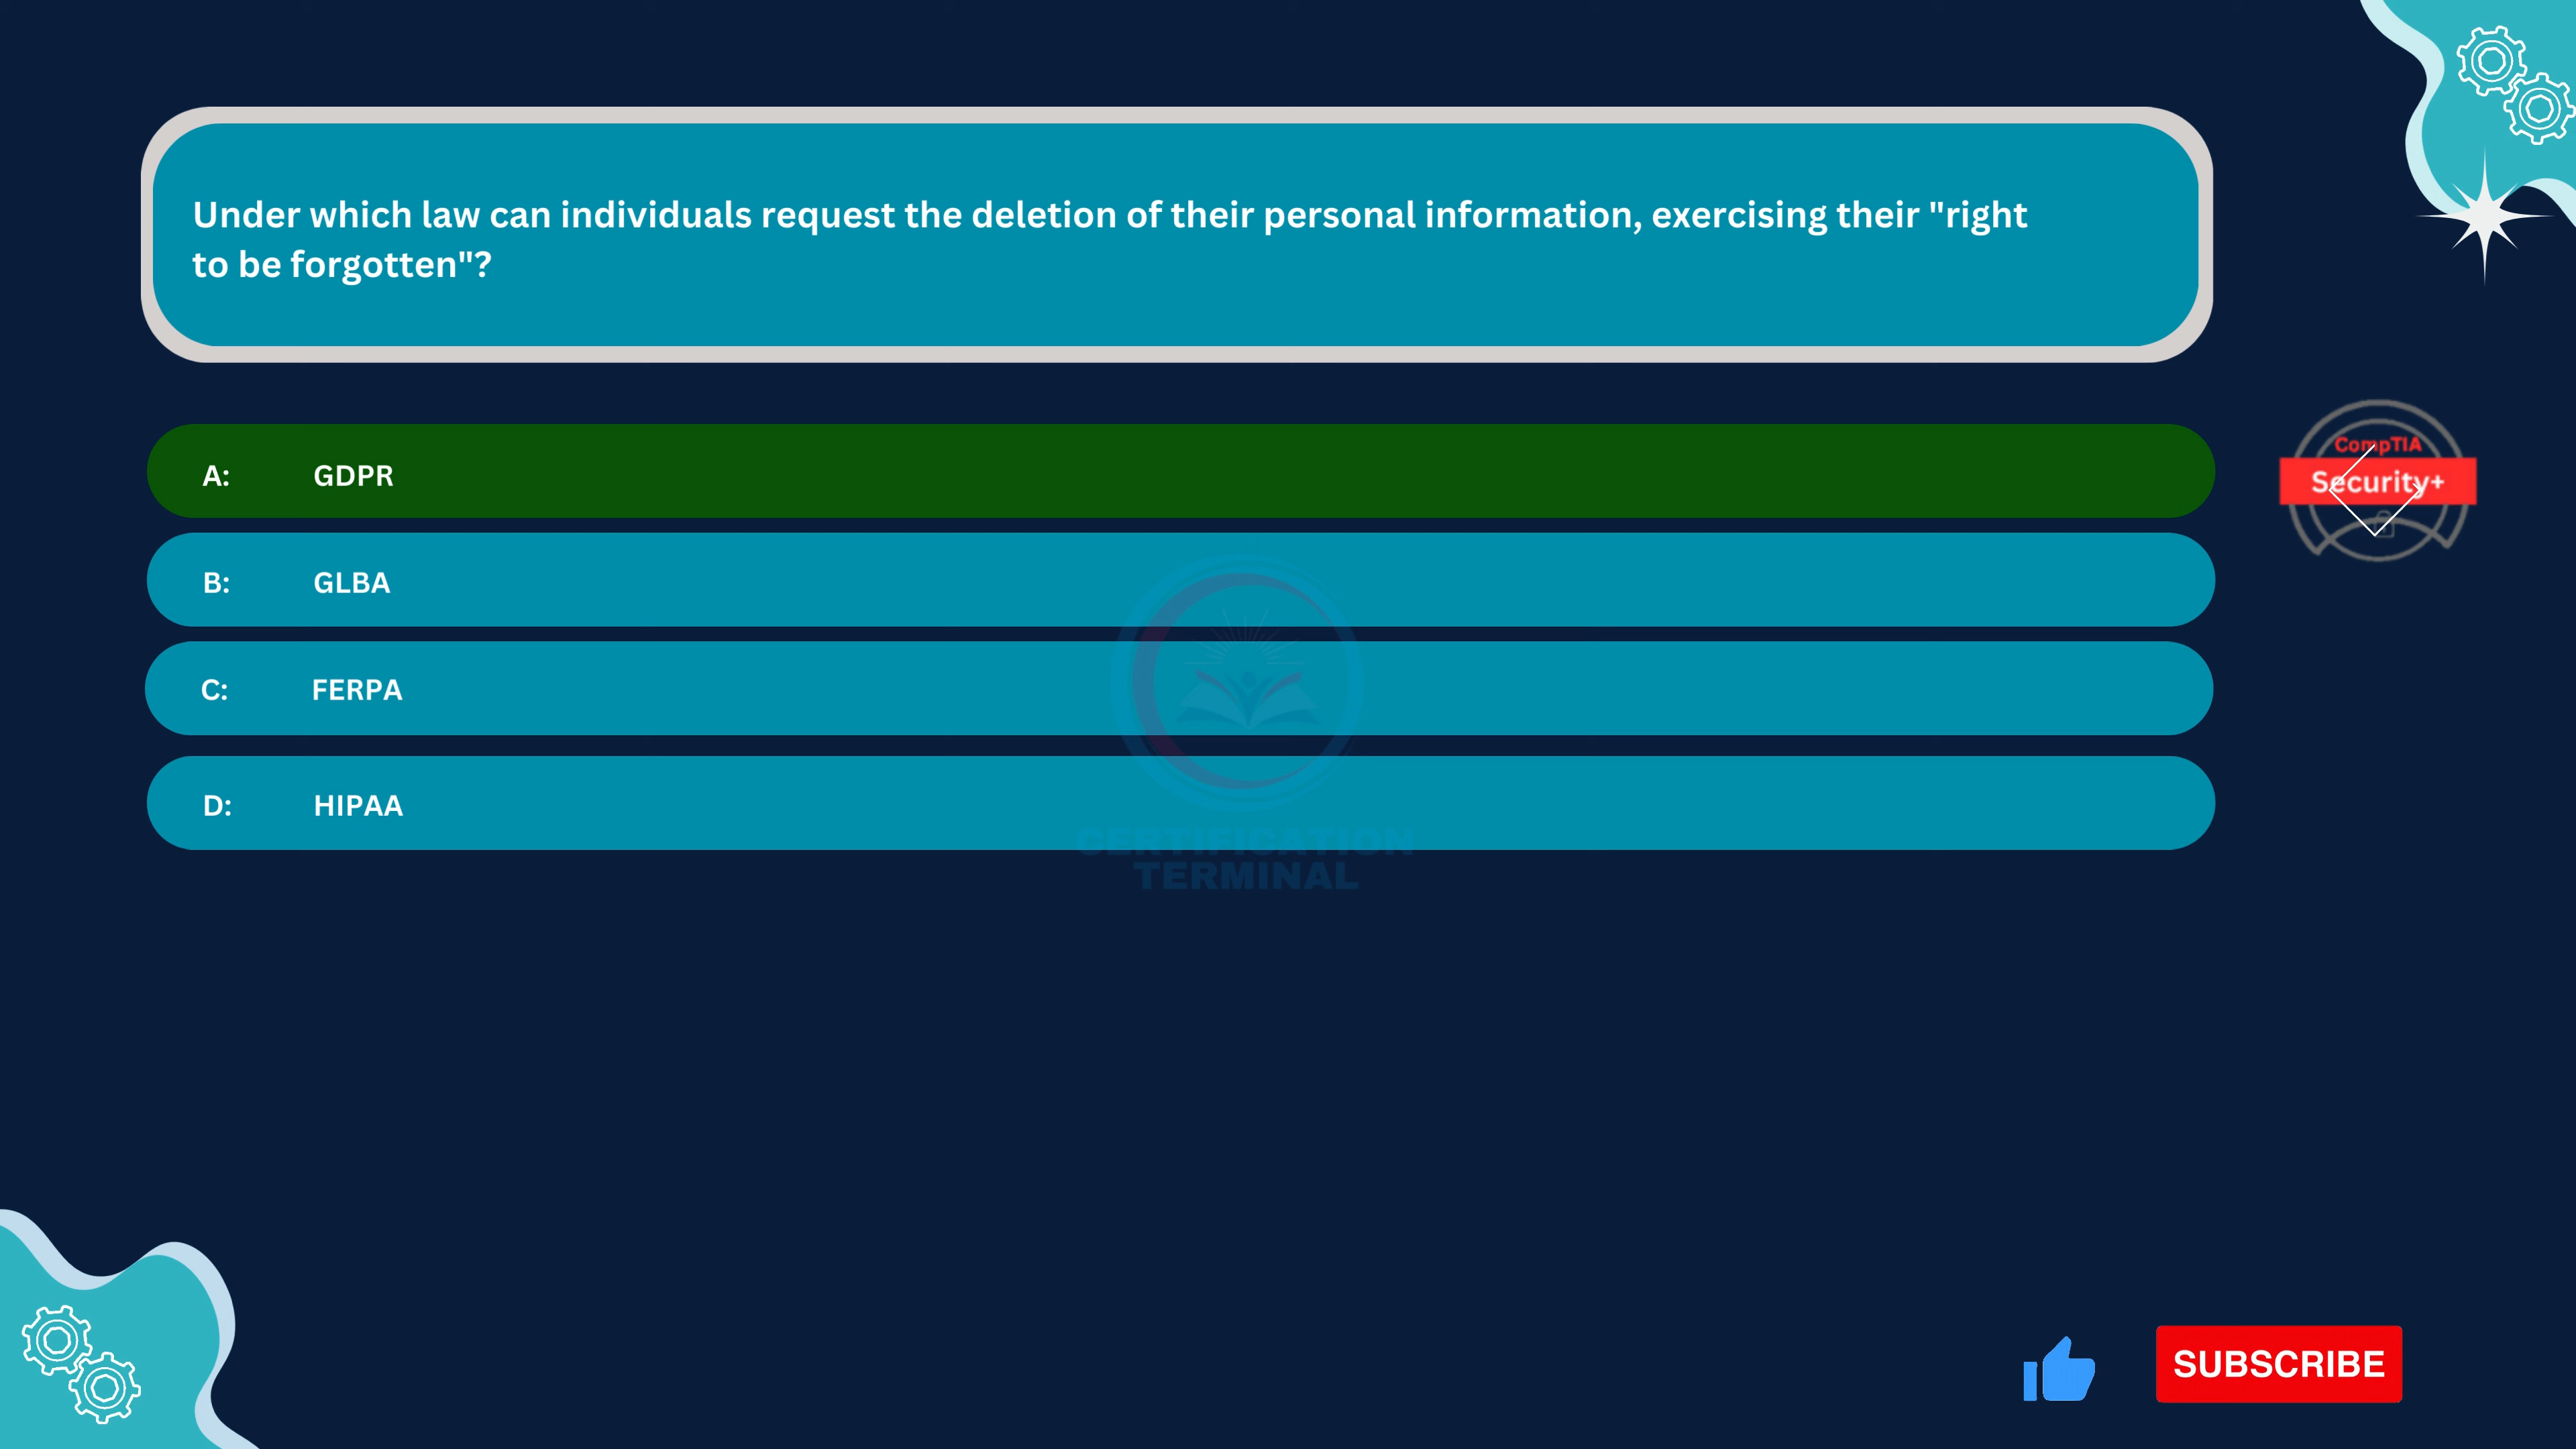 Under which law can individuals request the deletion of their personal information, exercising their "right
to be forgotten"?
A: GDPR
B: GLBA
C: FERPA
D: HIPAA
CompTIA
Security+
CERTIFICATION
TERMINAL
SUBSCRIBE